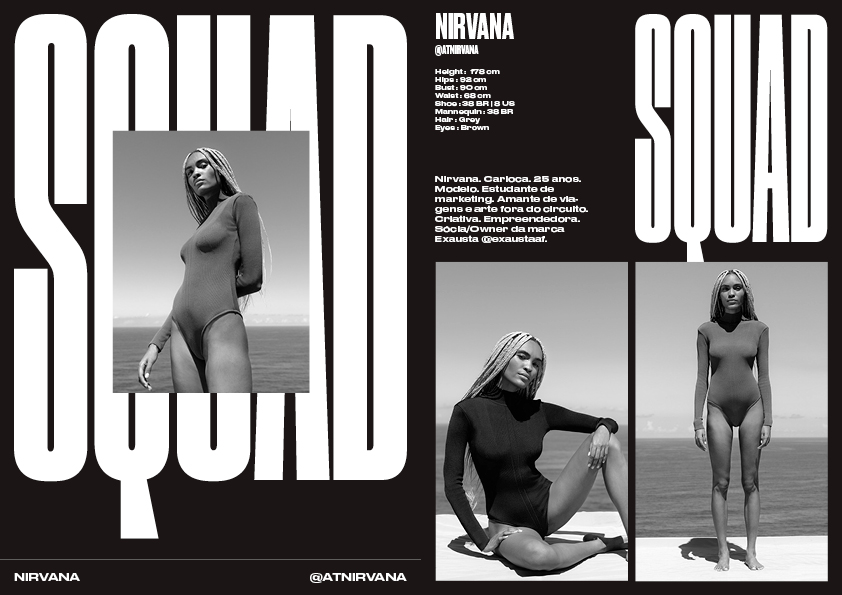 SQUAD
NIRVANA
@ATNIRVANA
NIRVANA
@ATNIRVANA
Height : 178 cm
Hips : 92 cm
Bust : 90 cm
Waist : 68 cm
Shoe : 38 BR | 8 US
Mannequin : 38 BR
Hair : Grey
Eyes : Brown
Nirvana. Carioca. 25 anos.
Modelo. Estudante de
marketing. Amante de via-
gens e arte fora do circuito.
Criativa. Empreendedora.
Sócia/Owner da marca
Exausta @exaustaaf.
SQUAD